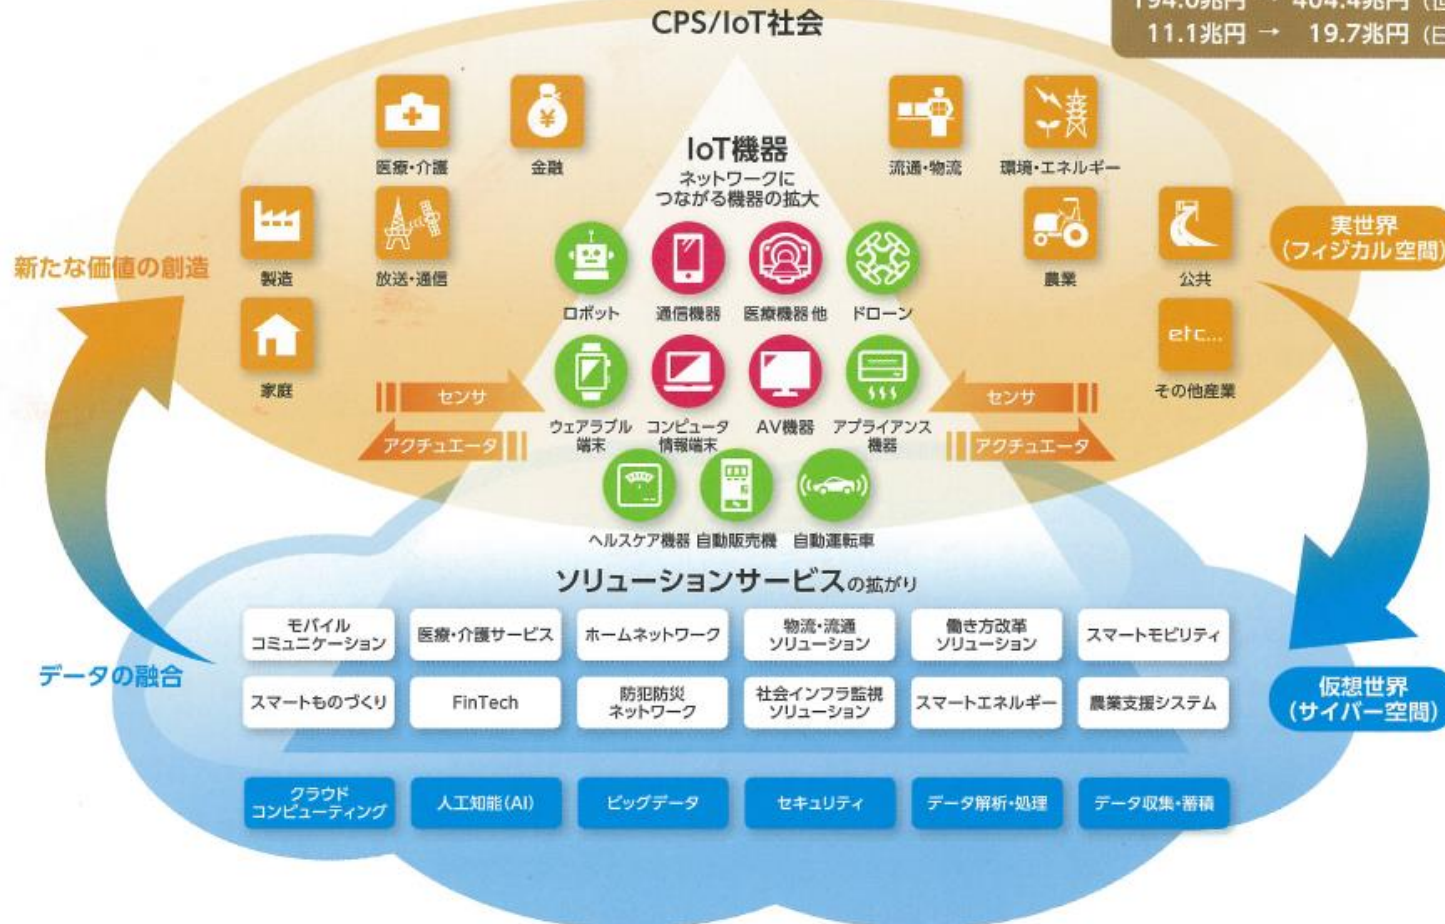 CPS/IoT社会
11.1兆円 → 19.7兆円
医療・介護
金融
IoT機器
ネットワークに
つながる機器の拡大
流通・物流
環境・エネルギー
製造
放送・通信
農業
公共
実世界
(フィジカル空間)
新たな価値の創造
ロボット
通信機器
医療機器 他
ドローン
家庭
etc...
その他産業
センサ
センサ
アクチュエータ
アクチュエータ
ウェアラブル
端末
コンピュータ
情報端末
AV機器
アプライアンス
機器
ヘルスケア機器
自動販売機
自動運転車
ソリューションサービスの拡がり
モバイル
コミュニケーション
医療・介護サービス
ホームネットワーク
物流・流通
ソリューション
働き方改革
ソリューション
スマートモビリティ
データの融合
スマートものづくり
FinTech
防犯防災
ネットワーク
社会インフラ監視
ソリューション
スマートエネルギー
農業支援システム
仮想世界
(サイバー空間)
クラウド
コンピューティング
人工知能(AI)
ビッグデータ
セキュリティ
データ解析・処理
データ収集・蓄積